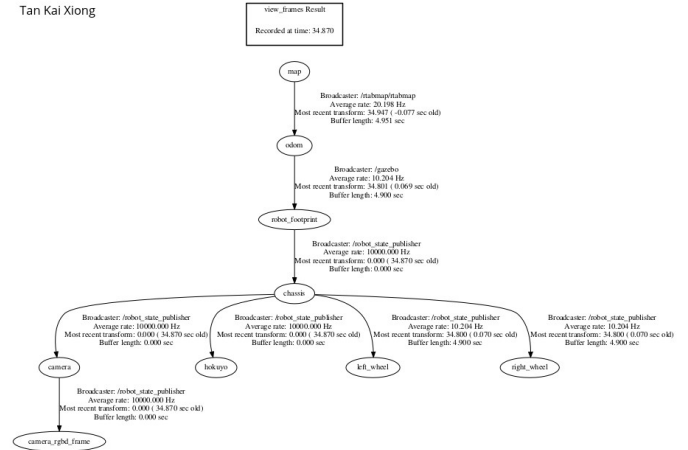 Tan Kai Xiong
view_frames Result
Recorded at time: 34.870
map
Broadcaster: /rtabmap/rtabmap
Average rate: 20.198 Hz
Most recent transform: 34.947 ( -0.077 sec old)
Buffer length: 4.951 sec
odom
Broadcaster: /gazebo
Average rate: 10.204 Hz
Most recent transform: 34.801 ( 0.069 sec old)
Buffer length: 4.900 sec
robot_footprint
Broadcaster: /robot_state_publisher
Average rate: 10000.000 Hz
Most recent transform: 0.000 ( 34.870 sec old)
Buffer length: 0.000 sec
chassis
Broadcaster: /robot_state_publisher
Average rate: 10000.000 Hz
Most recent transform: 0.000 ( 34.870 sec old)
Buffer length: 0.000 sec
Broadcaster: /robot_state_publisher
Average rate: 10000.000 Hz
Most recent transform: 0.000 ( 34.870 sec old)
Buffer length: 0.000 sec
Broadcaster: /robot_state_publisher
Average rate: 10.204 Hz
Most recent transform: 34.800 ( 0.070 sec old)
Buffer length: 4.900 sec
Broadcaster: /robot_state_publisher
Average rate: 10.204 Hz
Most recent transform: 34.800 ( 0.070 sec old)
Buffer length: 4.900 sec
camera
hokuyo
left_wheel
right_wheel
Broadcaster: /robot_state_publisher
Average rate: 10000.000 Hz
Most recent transform: 0.000 ( 34.870 sec old)
Buffer length: 0.000 sec
camera_rgbd_frame